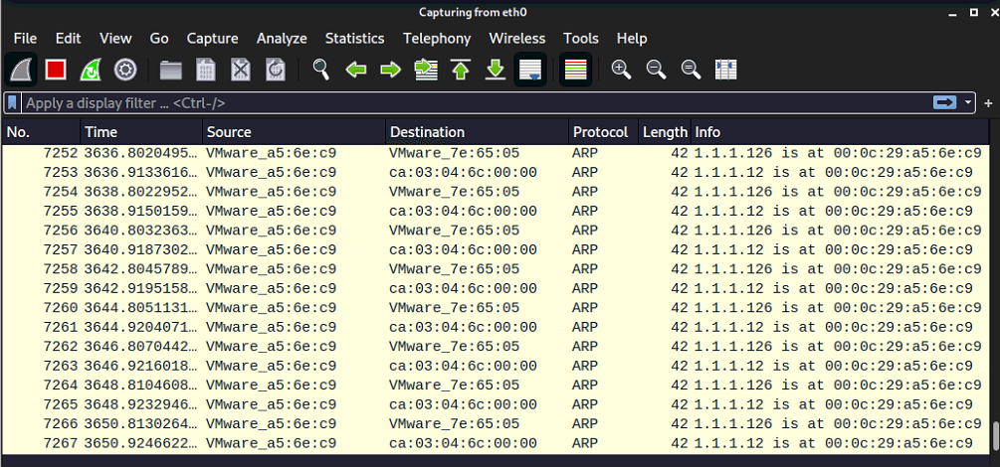 Capturing from eth0
File Edit View Go Capture Analyze Statistics Telephony Wireless Tools Help
Apply a display filter … <Ctrl-/>
No. Time Source Destination Protocol Length Info
7252 3636.8020495… VMware_a5:6e:c9 VMware_7e:65:05 ARP 42 1.1.1.126 is at 00:0c:29:a5:6e:c9
7253 3636.9133616… VMware_a5:6e:c9 ca:03:04:6c:00:00 ARP 42 1.1.1.12 is at 00:0c:29:a5:6e:c9
7254 3638.8022952… VMware_a5:6e:c9 VMware_7e:65:05 ARP 42 1.1.1.126 is at 00:0c:29:a5:6e:c9
7255 3638.9150159… VMware_a5:6e:c9 ca:03:04:6c:00:00 ARP 42 1.1.1.12 is at 00:0c:29:a5:6e:c9
7256 3640.8032363… VMware_a5:6e:c9 VMware_7e:65:05 ARP 42 1.1.1.126 is at 00:0c:29:a5:6e:c9
7257 3640.9187302… VMware_a5:6e:c9 ca:03:04:6c:00:00 ARP 42 1.1.1.12 is at 00:0c:29:a5:6e:c9
7258 3642.8045789… VMware_a5:6e:c9 VMware_7e:65:05 ARP 42 1.1.1.126 is at 00:0c:29:a5:6e:c9
7259 3642.9195158… VMware_a5:6e:c9 ca:03:04:6c:00:00 ARP 42 1.1.1.12 is at 00:0c:29:a5:6e:c9
7260 3644.8051131… VMware_a5:6e:c9 VMware_7e:65:05 ARP 42 1.1.1.126 is at 00:0c:29:a5:6e:c9
7261 3644.9204071… VMware_a5:6e:c9 ca:03:04:6c:00:00 ARP 42 1.1.1.12 is at 00:0c:29:a5:6e:c9
7262 3646.8070442… VMware_a5:6e:c9 VMware_7e:65:05 ARP 42 1.1.1.126 is at 00:0c:29:a5:6e:c9
7263 3646.9216018… VMware_a5:6e:c9 ca:03:04:6c:00:00 ARP 42 1.1.1.12 is at 00:0c:29:a5:6e:c9
7264 3648.8104608… VMware_a5:6e:c9 VMware_7e:65:05 ARP 42 1.1.1.126 is at 00:0c:29:a5:6e:c9
7265 3648.9232946… VMware_a5:6e:c9 ca:03:04:6c:00:00 ARP 42 1.1.1.12 is at 00:0c:29:a5:6e:c9
7266 3650.8130264… VMware_a5:6e:c9 VMware_7e:65:05 ARP 42 1.1.1.126 is at 00:0c:29:a5:6e:c9
7267 3650.9246622… VMware_a5:6e:c9 ca:03:04:6c:00:00 ARP 42 1.1.1.12 is at 00:0c:29:a5:6e:c9